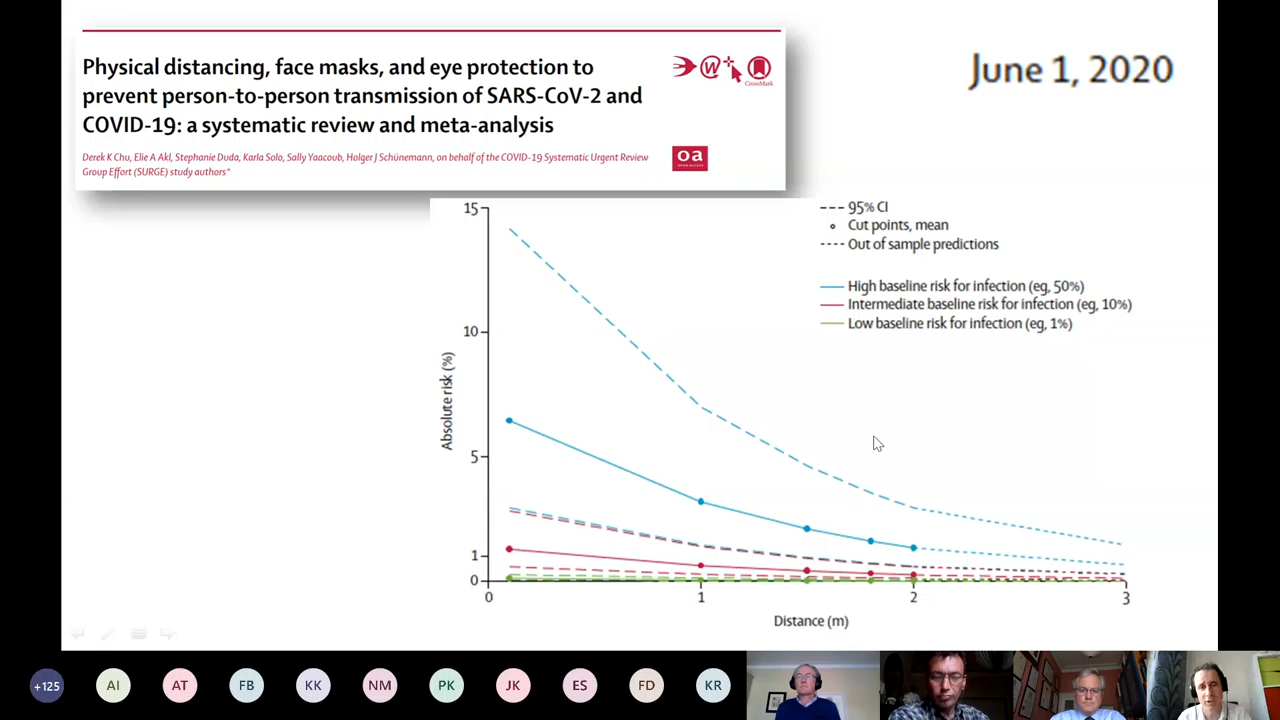 Physical distancing, face masks, and eye protection to
prevent person-to-person transmission of SARS-CoV-2 and
COVID-19: a systematic review and meta-analysis
CrossMark
Derek K Chu, Elie A Akl, Stephanie Duda, Karla Solo, Sally Yaacoub, Holger J Schünemann, on behalf of the COVID-19 Systematic Urgent Review
Group Effort (SURGE) study authors*
oa
June 1, 2020
95% CI
Cut points, mean
Out of sample predictions
High baseline risk for infection (eg, 50%)
Intermediate baseline risk for infection (eg, 10%)
Low baseline risk for infection (eg, 1%)
Absolute risk (%)
15
10
5
1
0
0 1 2 3
Distance (m)
+125 AI AT FB KK NM PK JK ES FD KR